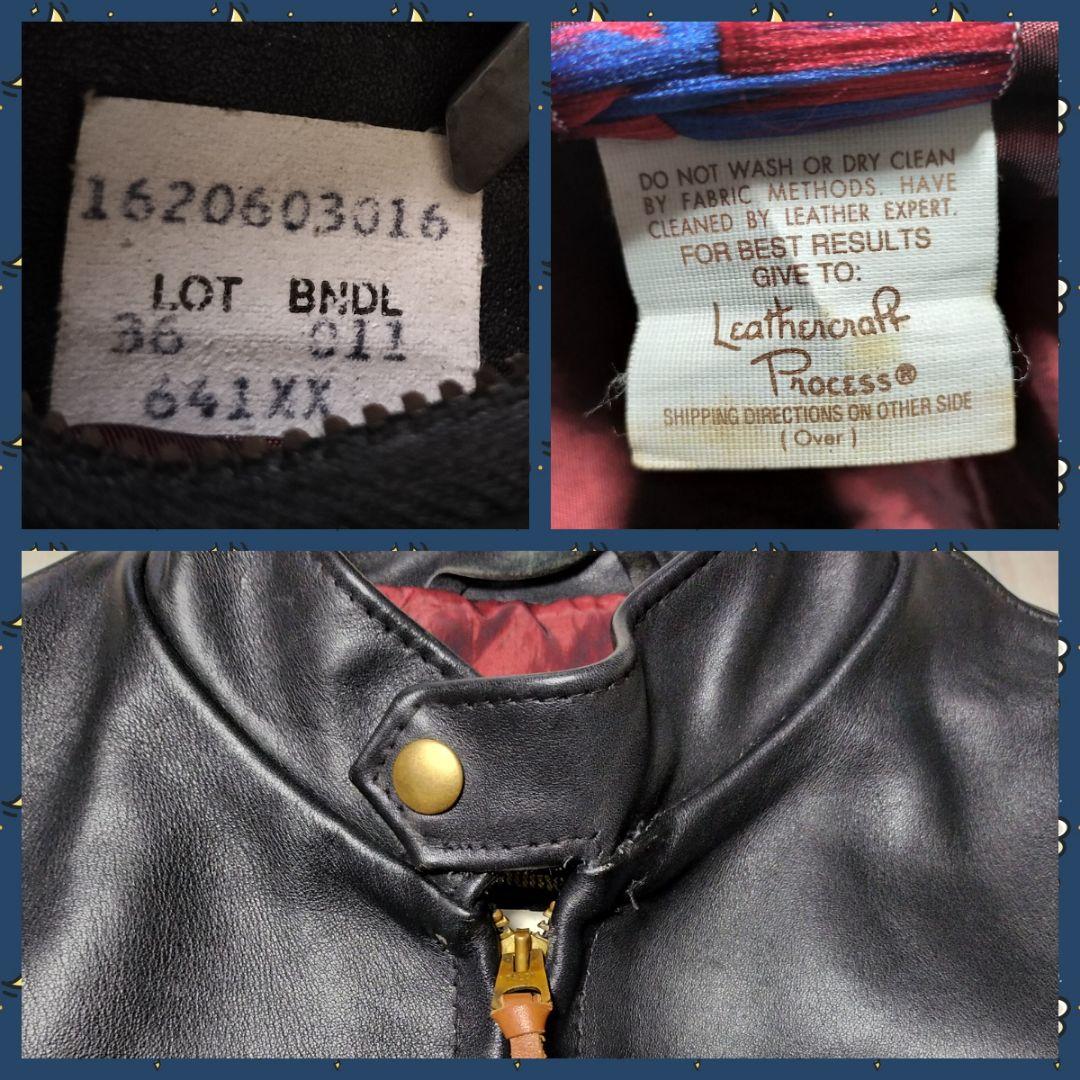 1620603016
LOT BNDL
36 011
641XX
DO NOT WASH OR DRY CLEAN
BY FABRIC METHODS. HAVE
CLEANED BY LEATHER EXPERT.
FOR BEST RESULTS
GIVE TO:
Leathercraft
Process®
SHIPPING DIRECTIONS ON OTHER SIDE
(Over)